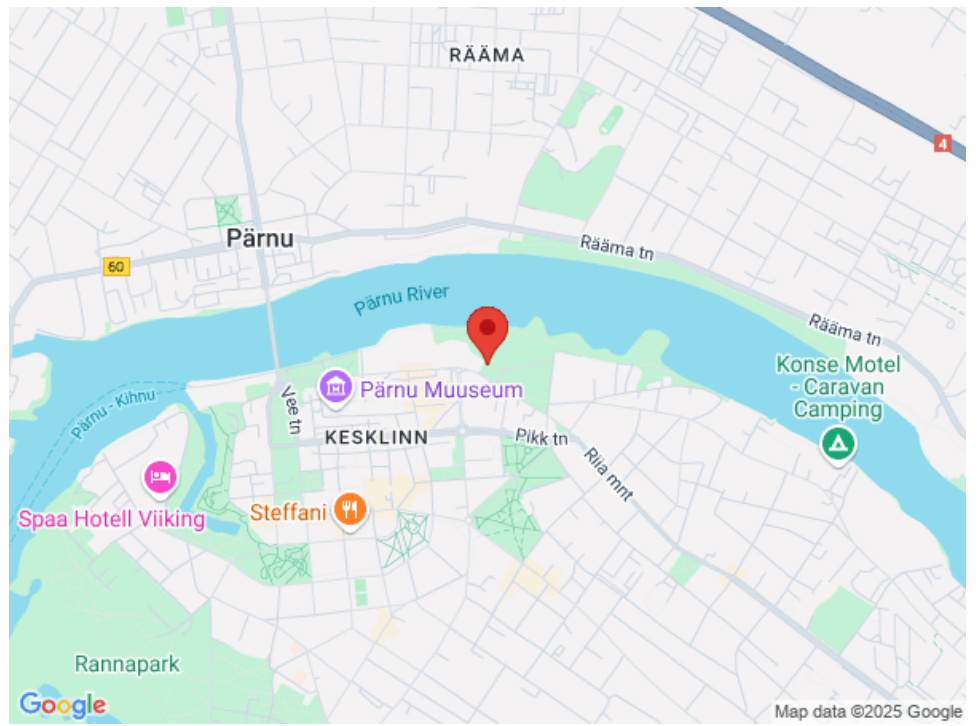 RÄÄMA
4
Pärnu
60
Rääma tn
Pärnu River
Rääma tn
Konse Motel
- Caravan
Camping
Pärnu - Kihnu
Vee tn
Pärnu Muuseum
KESKLINN
Pikk tn
Riia mnt
Spaa Hotell Viiking
Steffani
Rannapark
Google
Map data ©2025 Google